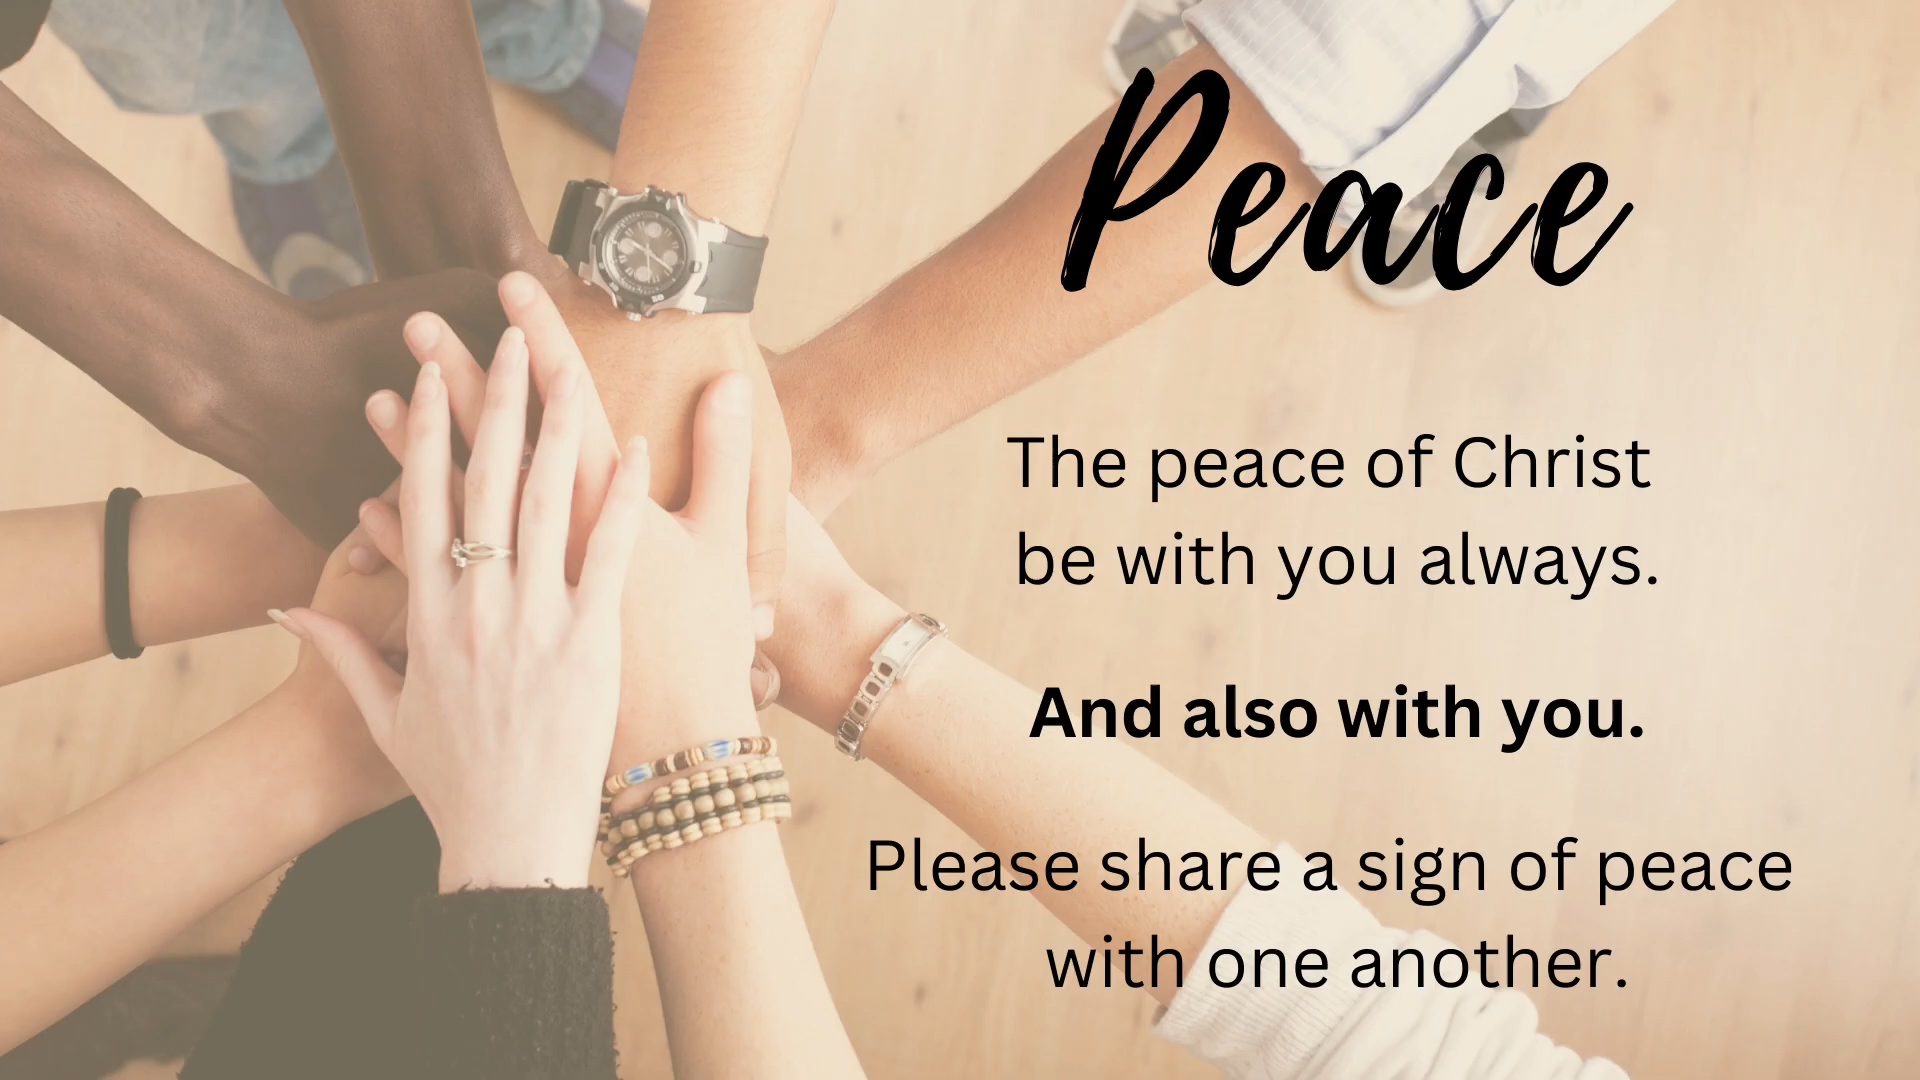 Peace
The peace of Christ
be with you always.
And also with you.
Please share a sign of peace
with one another.